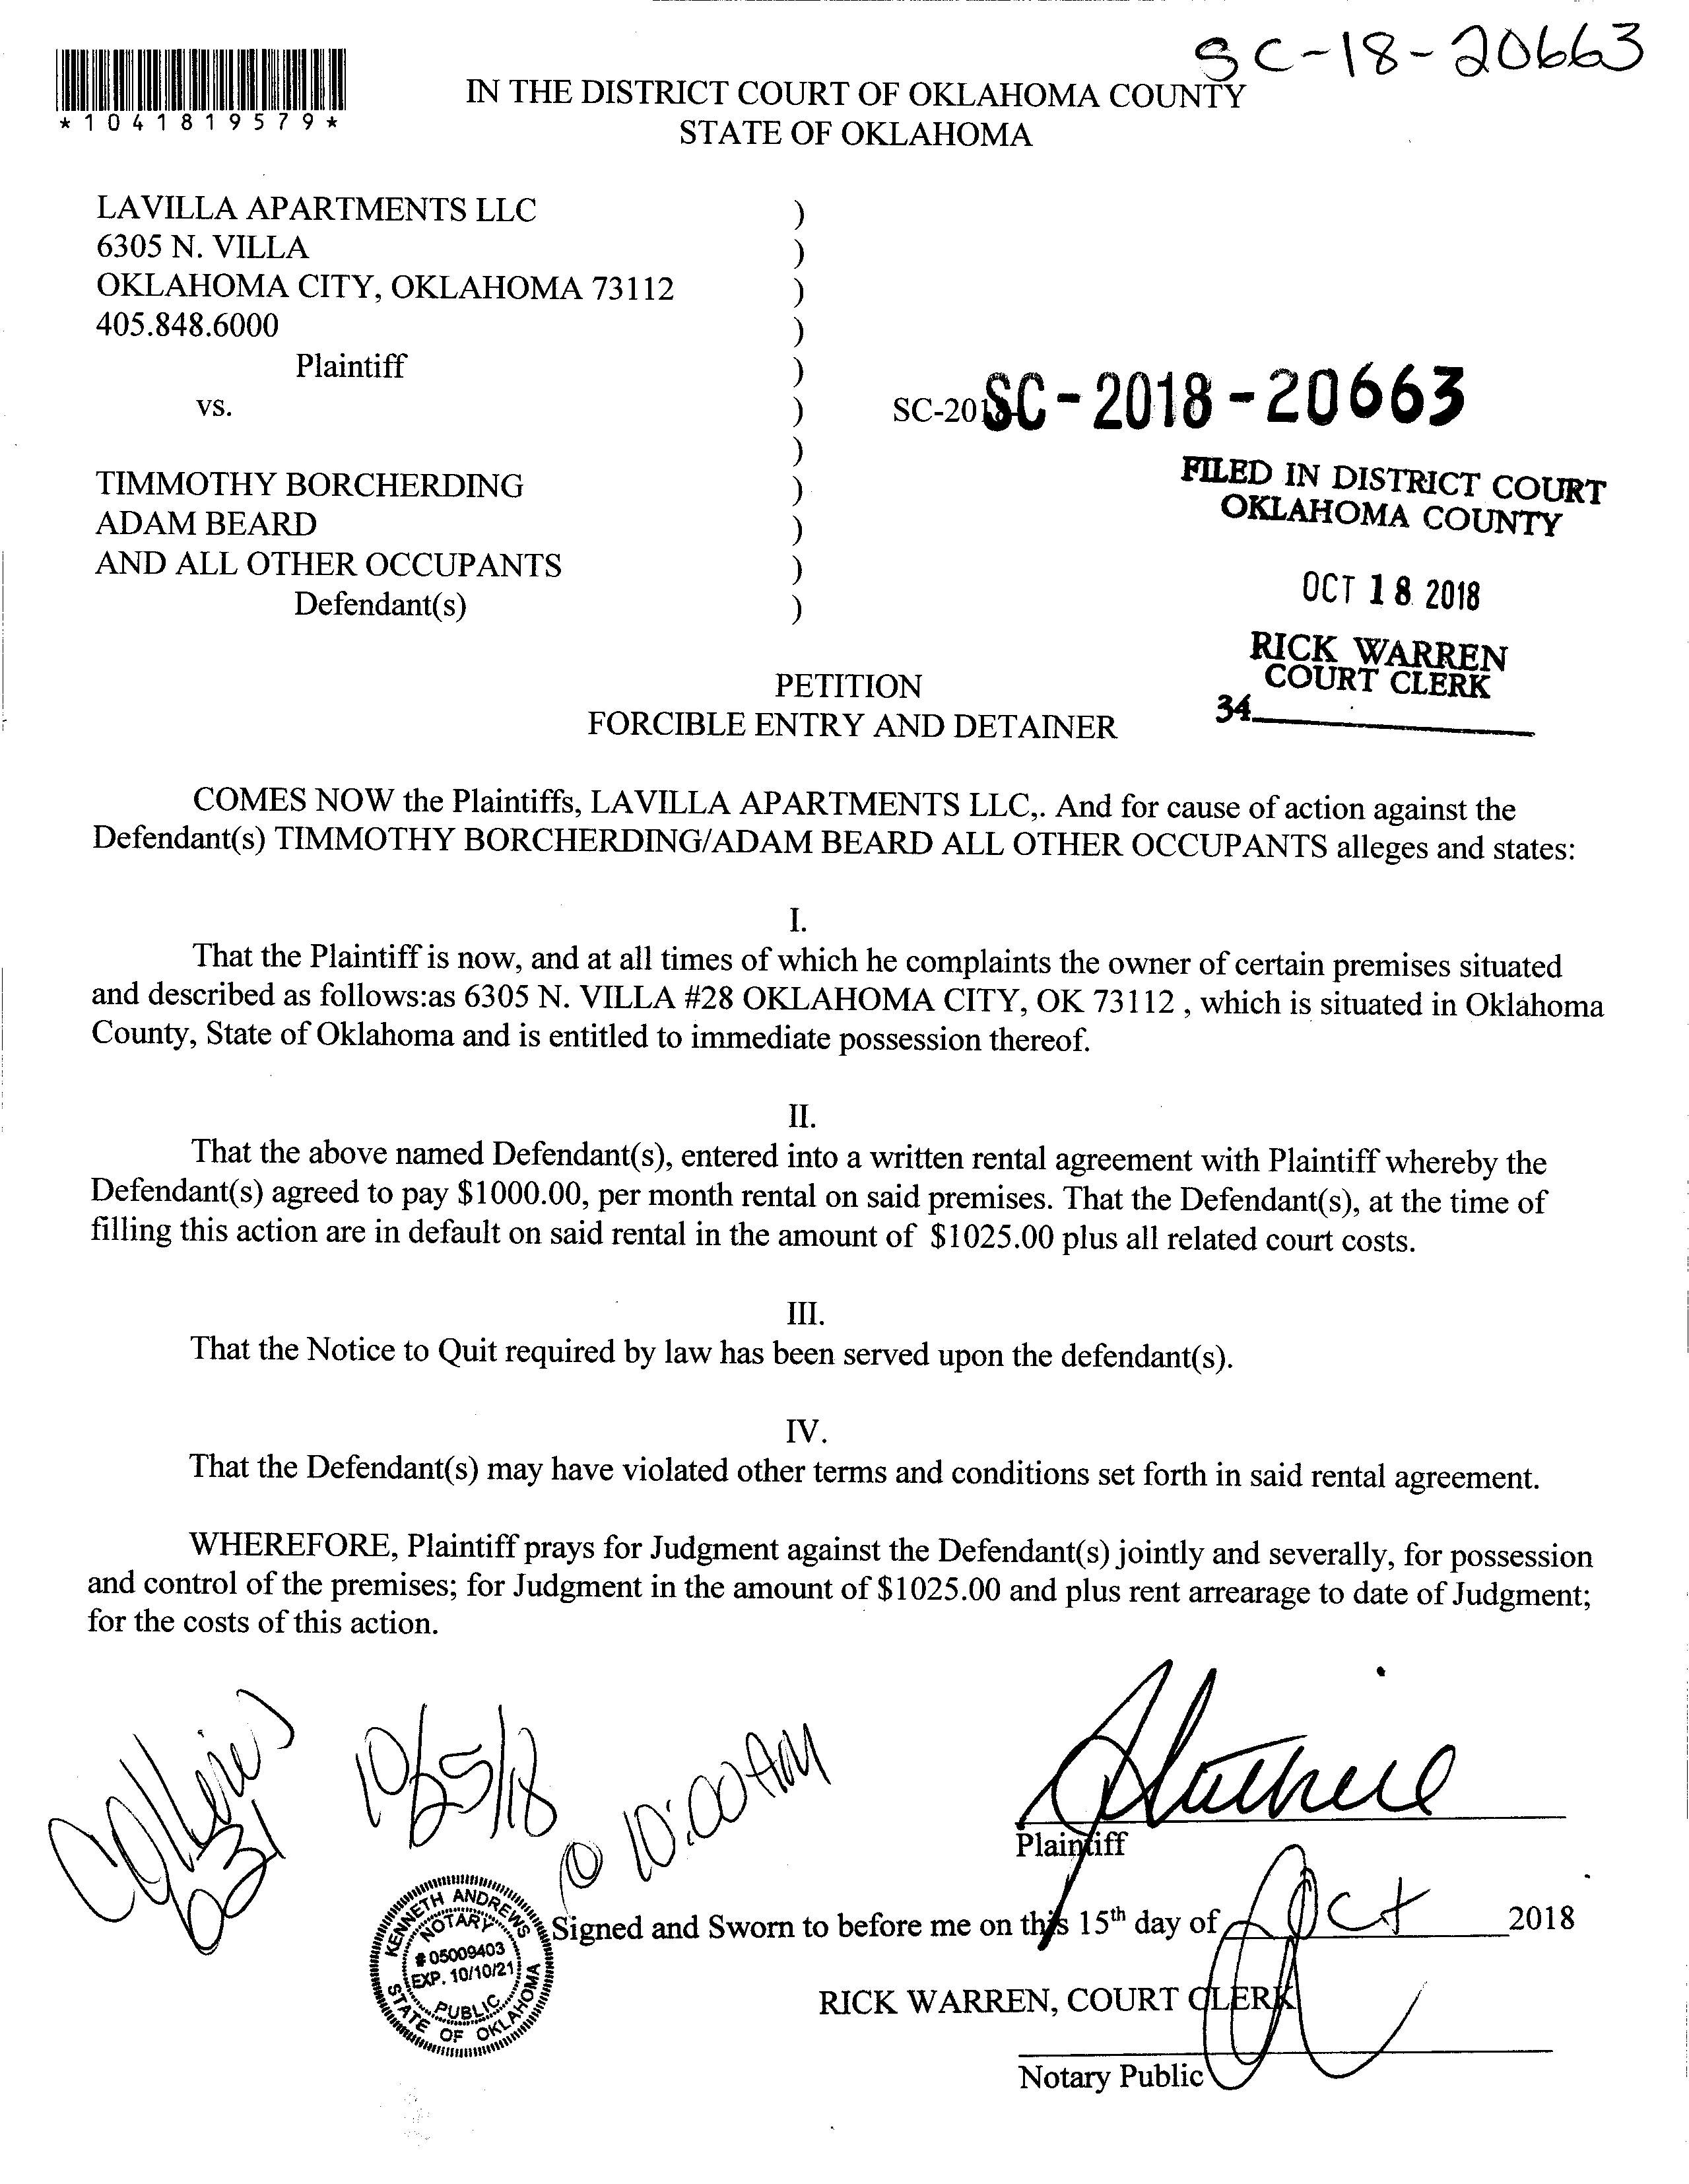 SC-18-20663
*1041819579*
IN THE DISTRICT COURT OF OKLAHOMA COUNTY
STATE OF OKLAHOMA
LAVILLA APARTMENTS LLC )
6305 N. VILLA )
OKLAHOMA CITY, OKLAHOMA 73112 )
405.848.6000 )
Plaintiff )
vs. )
SC-201 SC-2018-20663
)
TIMMOTHY BORCHERDING )
ADAM BEARD )
AND ALL OTHER OCCUPANTS )
Defendant(s) )
FILED IN DISTRICT COURT
OKLAHOMA COUNTY
OCT 18 2018
RICK WARREN
COURT CLERK
34
PETITION
FORCIBLE ENTRY AND DETAINER
COMES NOW the Plaintiffs, LAVILLA APARTMENTS LLC,. And for cause of action against the
Defendant(s) TIMMOTHY BORCHERDING/ADAM BEARD ALL OTHER OCCUPANTS alleges and states:
I.
That the Plaintiff is now, and at all times of which he complaints the owner of certain premises situated
and described as follows:as 6305 N. VILLA #28 OKLAHOMA CITY, OK 73112 , which is situated in Oklahoma
County, State of Oklahoma and is entitled to immediate possession thereof.
II.
That the above named Defendant(s), entered into a written rental agreement with Plaintiff whereby the
Defendant(s) agreed to pay $1000.00, per month rental on said premises. That the Defendant(s), at the time of
filling this action are in default on said rental in the amount of $1025.00 plus all related court costs.
III.
That the Notice to Quit required by law has been served upon the defendant(s).
IV.
That the Defendant(s) may have violated other terms and conditions set forth in said rental agreement.
WHEREFORE, Plaintiff prays for Judgment against the Defendant(s) jointly and severally, for possession
and control of the premises; for Judgment in the amount of $1025.00 and plus rent arrearage to date of Judgment;
for the costs of this action.
10/25/18
@ 10:00 AM
Plaintiff
KENNETH ANDREWS
NOTARY
# 05009403
EXP. 10/10/21
PUBLIC
STATE OF OKLAHOMA
Signed and Sworn to before me on this 15th day of Oct 2018
RICK WARREN, COURT CLERK
Notary Public